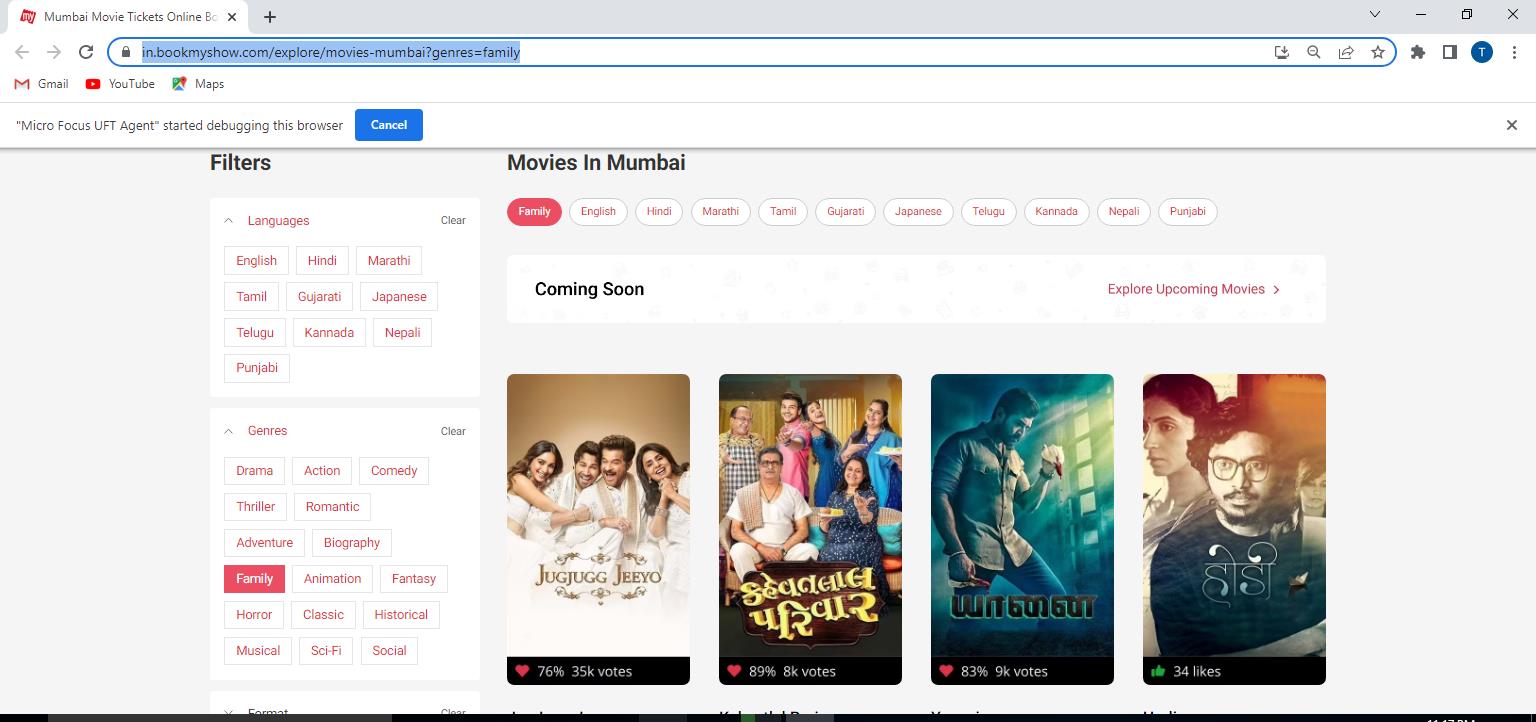 Mumbai Movie Tickets Online Bo
in.bookmyshow.com/explore/movies-mumbai?genres=family
T
Gmail YouTube Maps
"Micro Focus UFT Agent" started debugging this browser Cancel
Filters
Languages Clear
English Hindi Marathi
Tamil Gujarati Japanese
Telugu Kannada Nepali
Punjabi
Genres Clear
Drama Action Comedy
Thriller Romantic
Adventure Biography
Family Animation Fantasy
Horror Classic Historical
Musical Sci-Fi Social
Format Clear
Movies In Mumbai
Family English Hindi Marathi Tamil Gujarati Japanese Telugu Kannada Nepali Punjabi
Coming Soon Explore Upcoming Movies
JUGJUGG JEEYO
76% 35k votes
કહેવતલાલ
પરિવાર
89% 8k votes
யானை
83% 9k votes
होडी
34 likes